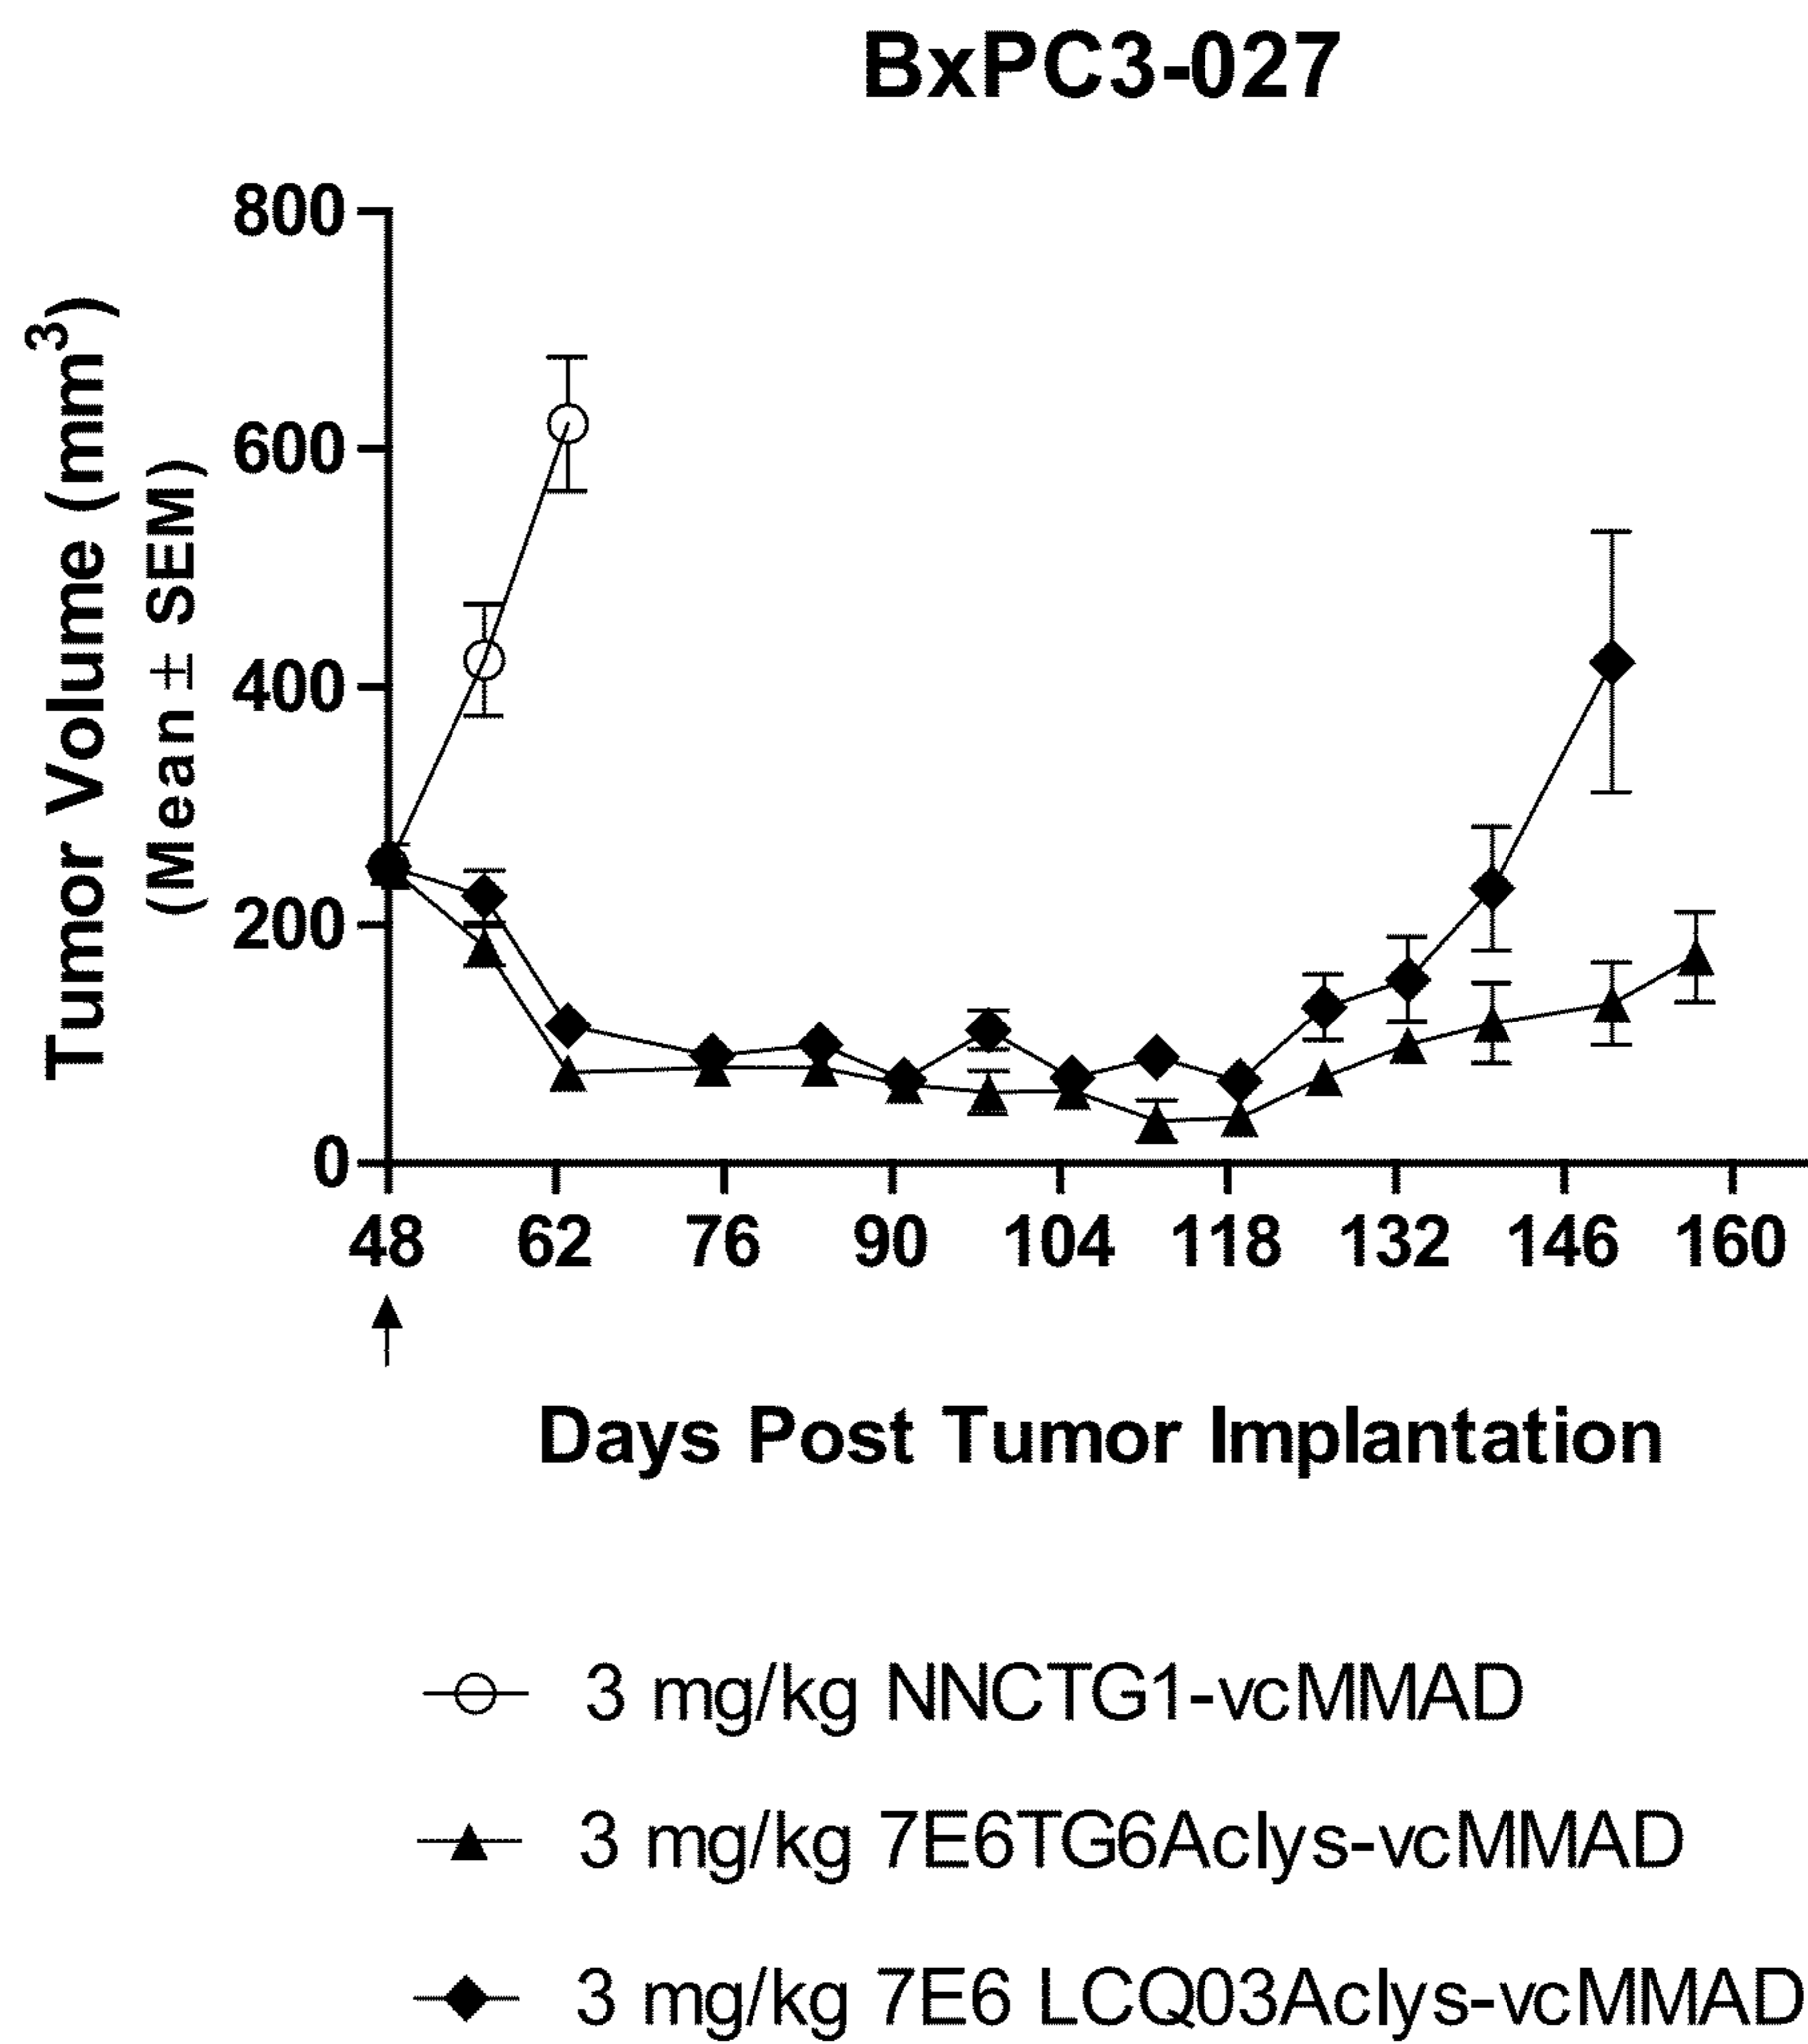 BxPC3-027
Tumor Volume (mm³)
(Mean ± SEM)
800
600
400
200
0
48 62 76 90 104 118 132 146 160
Days Post Tumor Implantation
3 mg/kg NNCTG1-vcMMAD
3 mg/kg 7E6TG6Aclys-vcMMAD
3 mg/kg 7E6 LCQ03Aclys-vcMMAD